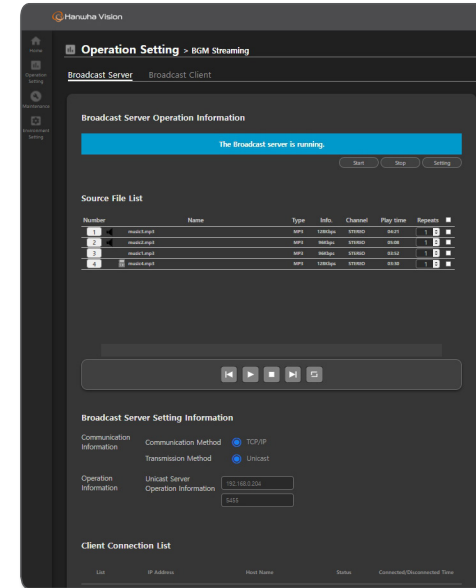 Hanwha Vision
Home
Operation Setting > BGM Streaming
Operation
Setting
Broadcast Server Broadcast Client
Maintenance
Environment
Setting
Broadcast Server Operation Information
The Broadcast server is running.
Start Stop Setting
Source File List
Number Name Type Info. Channel Play time Repeats
1 music3.mp3 MP3 128Kbps STEREO 04:21 1
2 music2.mp3 MP3 96Kbps STEREO 05:08 1
3 music1.mp3 MP3 96Kbps STEREO 03:52 1
4 music4.mp3 MP3 128Kbps STEREO 03:30 1
Broadcast Server Setting Information
Communication
Information
Communication Method TCP/IP
Transmission Method Unicast
Operation
Information
Unicast Server
Operation Information
192.168.0.204
5455
Client Connection List
List IP Address Host Name Status Connected/Disconnected Time